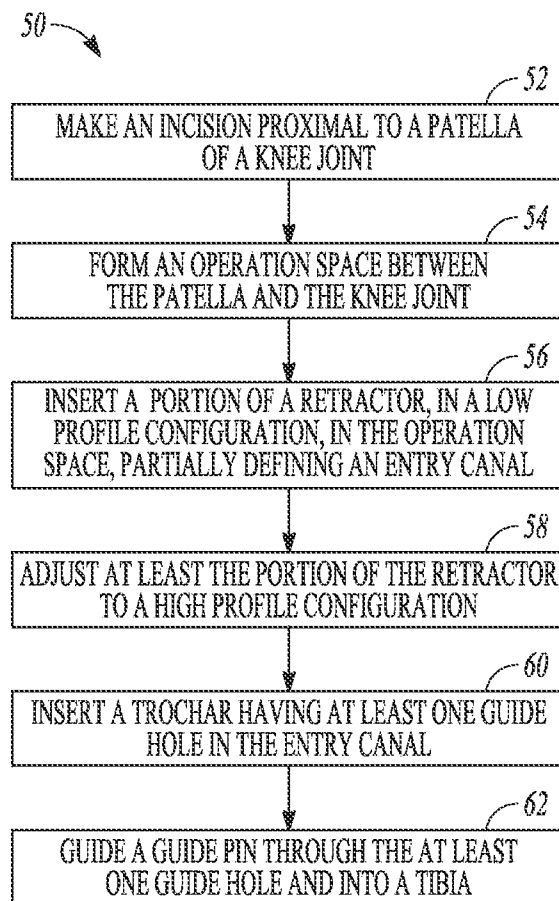 50
52
MAKE AN INCISION PROXIMAL TO A PATELLA
OF A KNEE JOINT
54
FORM AN OPERATION SPACE BETWEEN
THE PATELLA AND THE KNEE JOINT
56
INSERT A PORTION OF A RETRACTOR, IN A LOW
PROFILE CONFIGURATION, IN THE OPERATION
SPACE, PARTIALLY DEFINING AN ENTRY CANAL
58
ADJUST AT LEAST THE PORTION OF THE RETRACTOR
TO A HIGH PROFILE CONFIGURATION
60
INSERT A TROCHAR HAVING AT LEAST ONE GUIDE
HOLE IN THE ENTRY CANAL
62
GUIDE A GUIDE PIN THROUGH THE AT LEAST
ONE GUIDE HOLE AND INTO A TIBIA